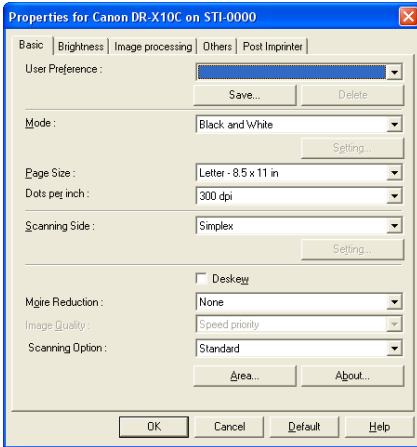 Properties for Canon DR-X10C on STI-0000
Basic Brightness Image processing Others Post Imprinter
User Preference :
Save... Delete
Mode : Black and White
Setting...
Page Size : Letter - 8.5 x 11 in
Dots per inch : 300 dpi
Scanning Side : Simplex
Setting...
Deskew
Moire Reduction : None
Image Quality : Speed priority
Scanning Option : Standard
Area... About...
OK Cancel Default Help